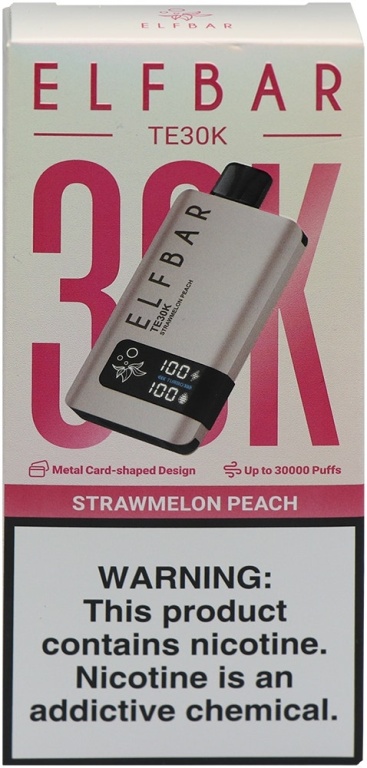 ELFBAR
ELFBAR
TE30K
30K
ELFBAR
TE30K
STRAWMELON PEACH
100
100
Metal Card-shaped Design
Up to 30000 Puffs
STRAWMELON PEACH
WARNING:
This product
contains nicotine.
Nicotine is an
addictive chemical.